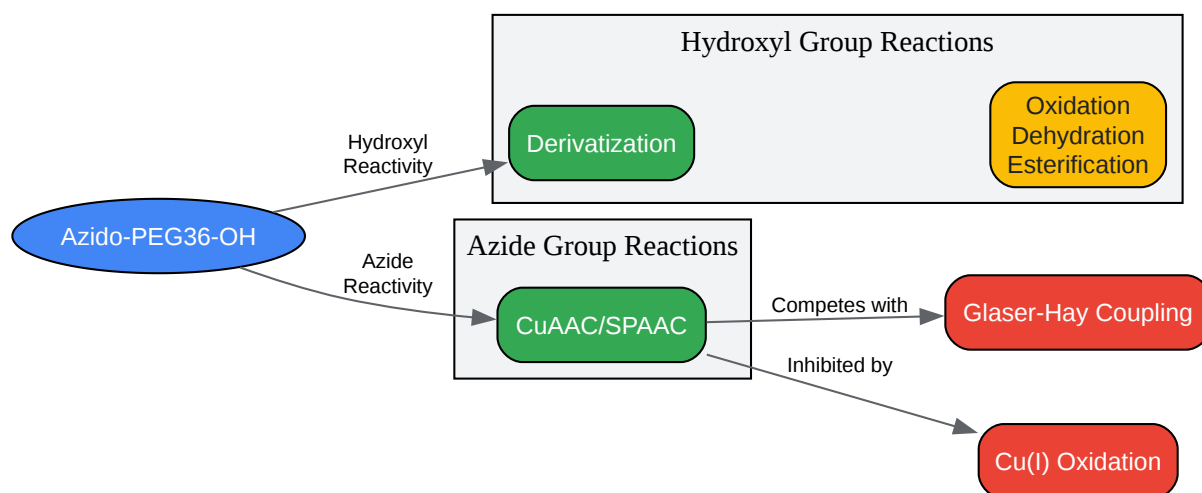 Hydroxyl Group Reactions
Oxidation
Dehydration
Esterification
Derivatization
Hydroxyl
Reactivity
Azido-PEG36-OH
Azide Group Reactions
Azide
Reactivity
CuAAC/SPAAC
Competes with
Glaser-Hay Coupling
Inhibited by
Cu(I) Oxidation